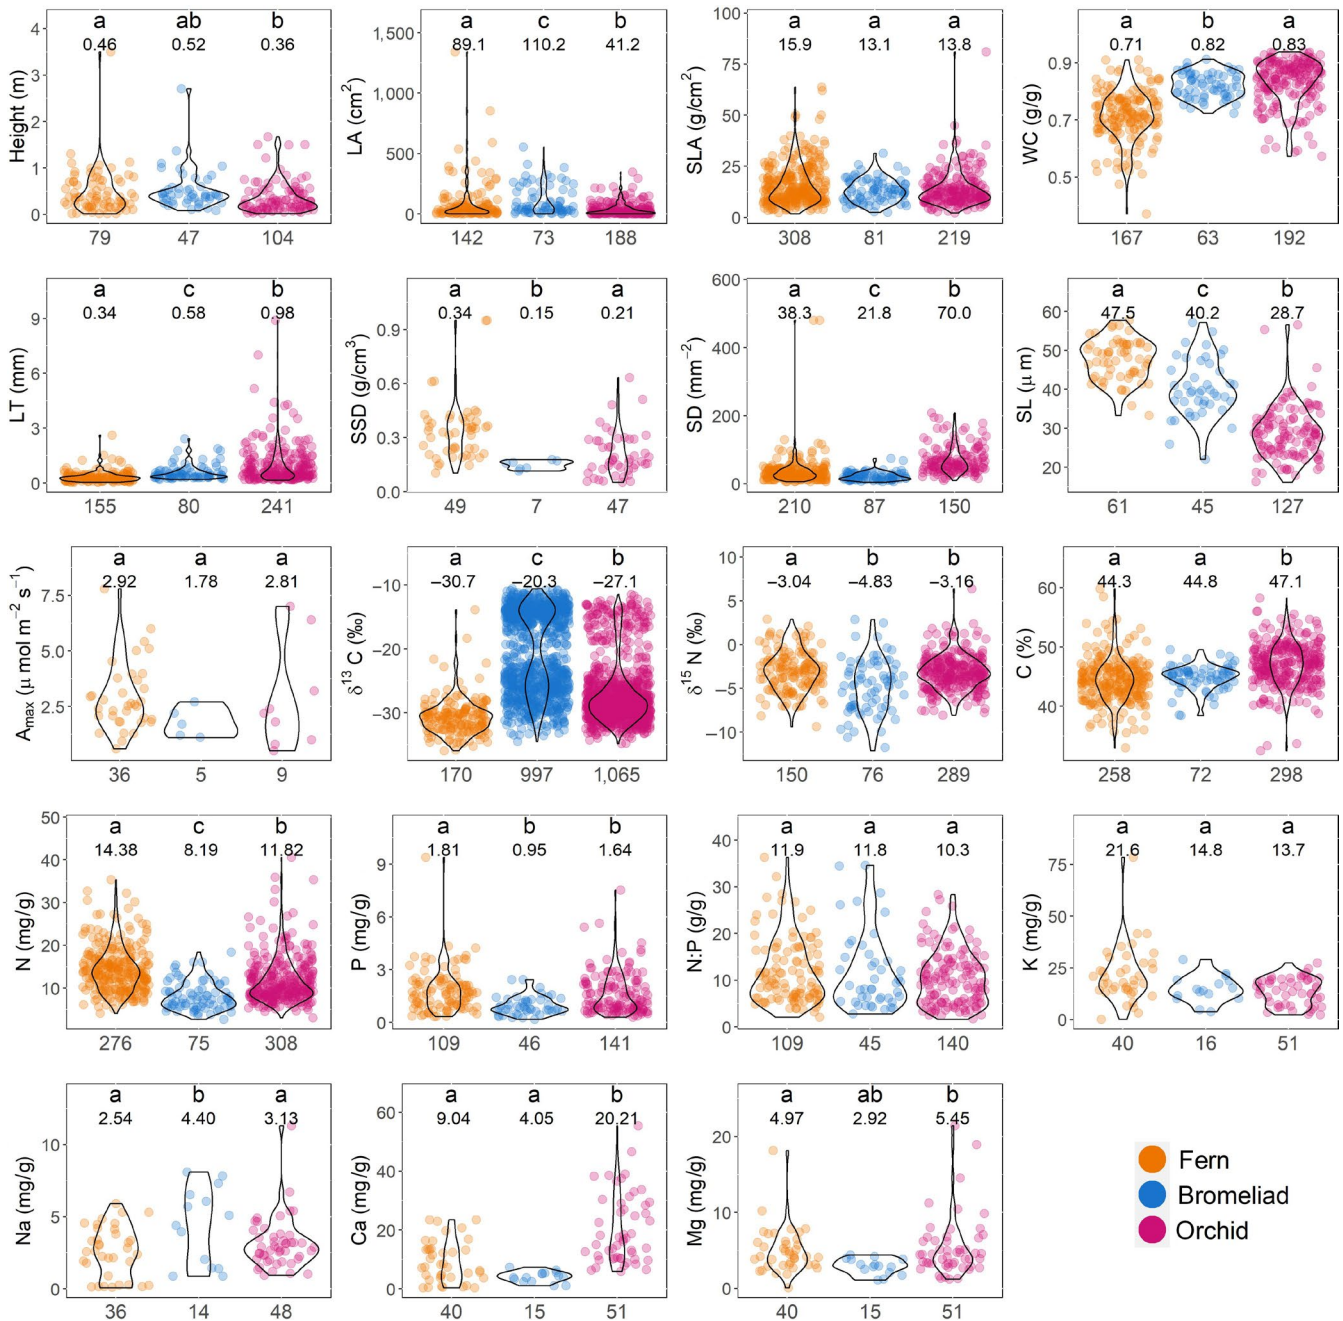 Height (m)
4
3
2
1
0
a ab b
0.46 0.52 0.36
79 47 104
LA (cm²)
1,500
1,000
500
0
a c b
89.1 110.2 41.2
142 73 188
SLA (g/cm²)
100
75
50
25
0
a a a
15.9 13.1 13.8
308 81 219
WC (g/g)
0.9
0.7
0.5
a b a
0.71 0.82 0.83
167 63 192
LT (mm)
9
6
3
0
a c b
0.34 0.58 0.98
155 80 241
SSD (g/cm³)
0.9
0.6
0.3
0.0
a b a
0.34 0.15 0.21
49 7 47
SD (mm⁻²)
600
400
200
0
a c b
38.3 21.8 70.0
210 87 150
SL (μm)
60
50
40
30
20
a c b
47.5 40.2 28.7
61 45 127
Amax (μ mol m⁻² s⁻¹)
7.5
5.0
2.5
a a a
2.92 1.78 2.81
36 5 9
δ¹³ C (‰)
−10
−20
−30
a c b
−30.7 −20.3 −27.1
170 997 1,065
δ¹⁵ N (‰)
10
5
0
−5
−10
a b b
−3.04 −4.83 −3.16
150 76 289
C (%)
60
50
40
a a b
44.3 44.8 47.1
258 72 298
N (mg/g)
50
40
30
20
10
a c b
14.38 8.19 11.82
276 75 308
P (mg/g)
9
6
3
0
a b b
1.81 0.95 1.64
109 46 141
N:P (g/g)
40
30
20
10
0
a a a
11.9 11.8 10.3
109 45 140
K (mg/g)
75
50
25
0
a a a
21.6 14.8 13.7
40 16 51
Na (mg/g)
10
5
0
a b a
2.54 4.40 3.13
36 14 48
Ca (mg/g)
60
40
20
0
a a b
9.04 4.05 20.21
40 15 51
Mg (mg/g)
20
10
0
a ab b
4.97 2.92 5.45
40 15 51
Fern
Bromeliad
Orchid